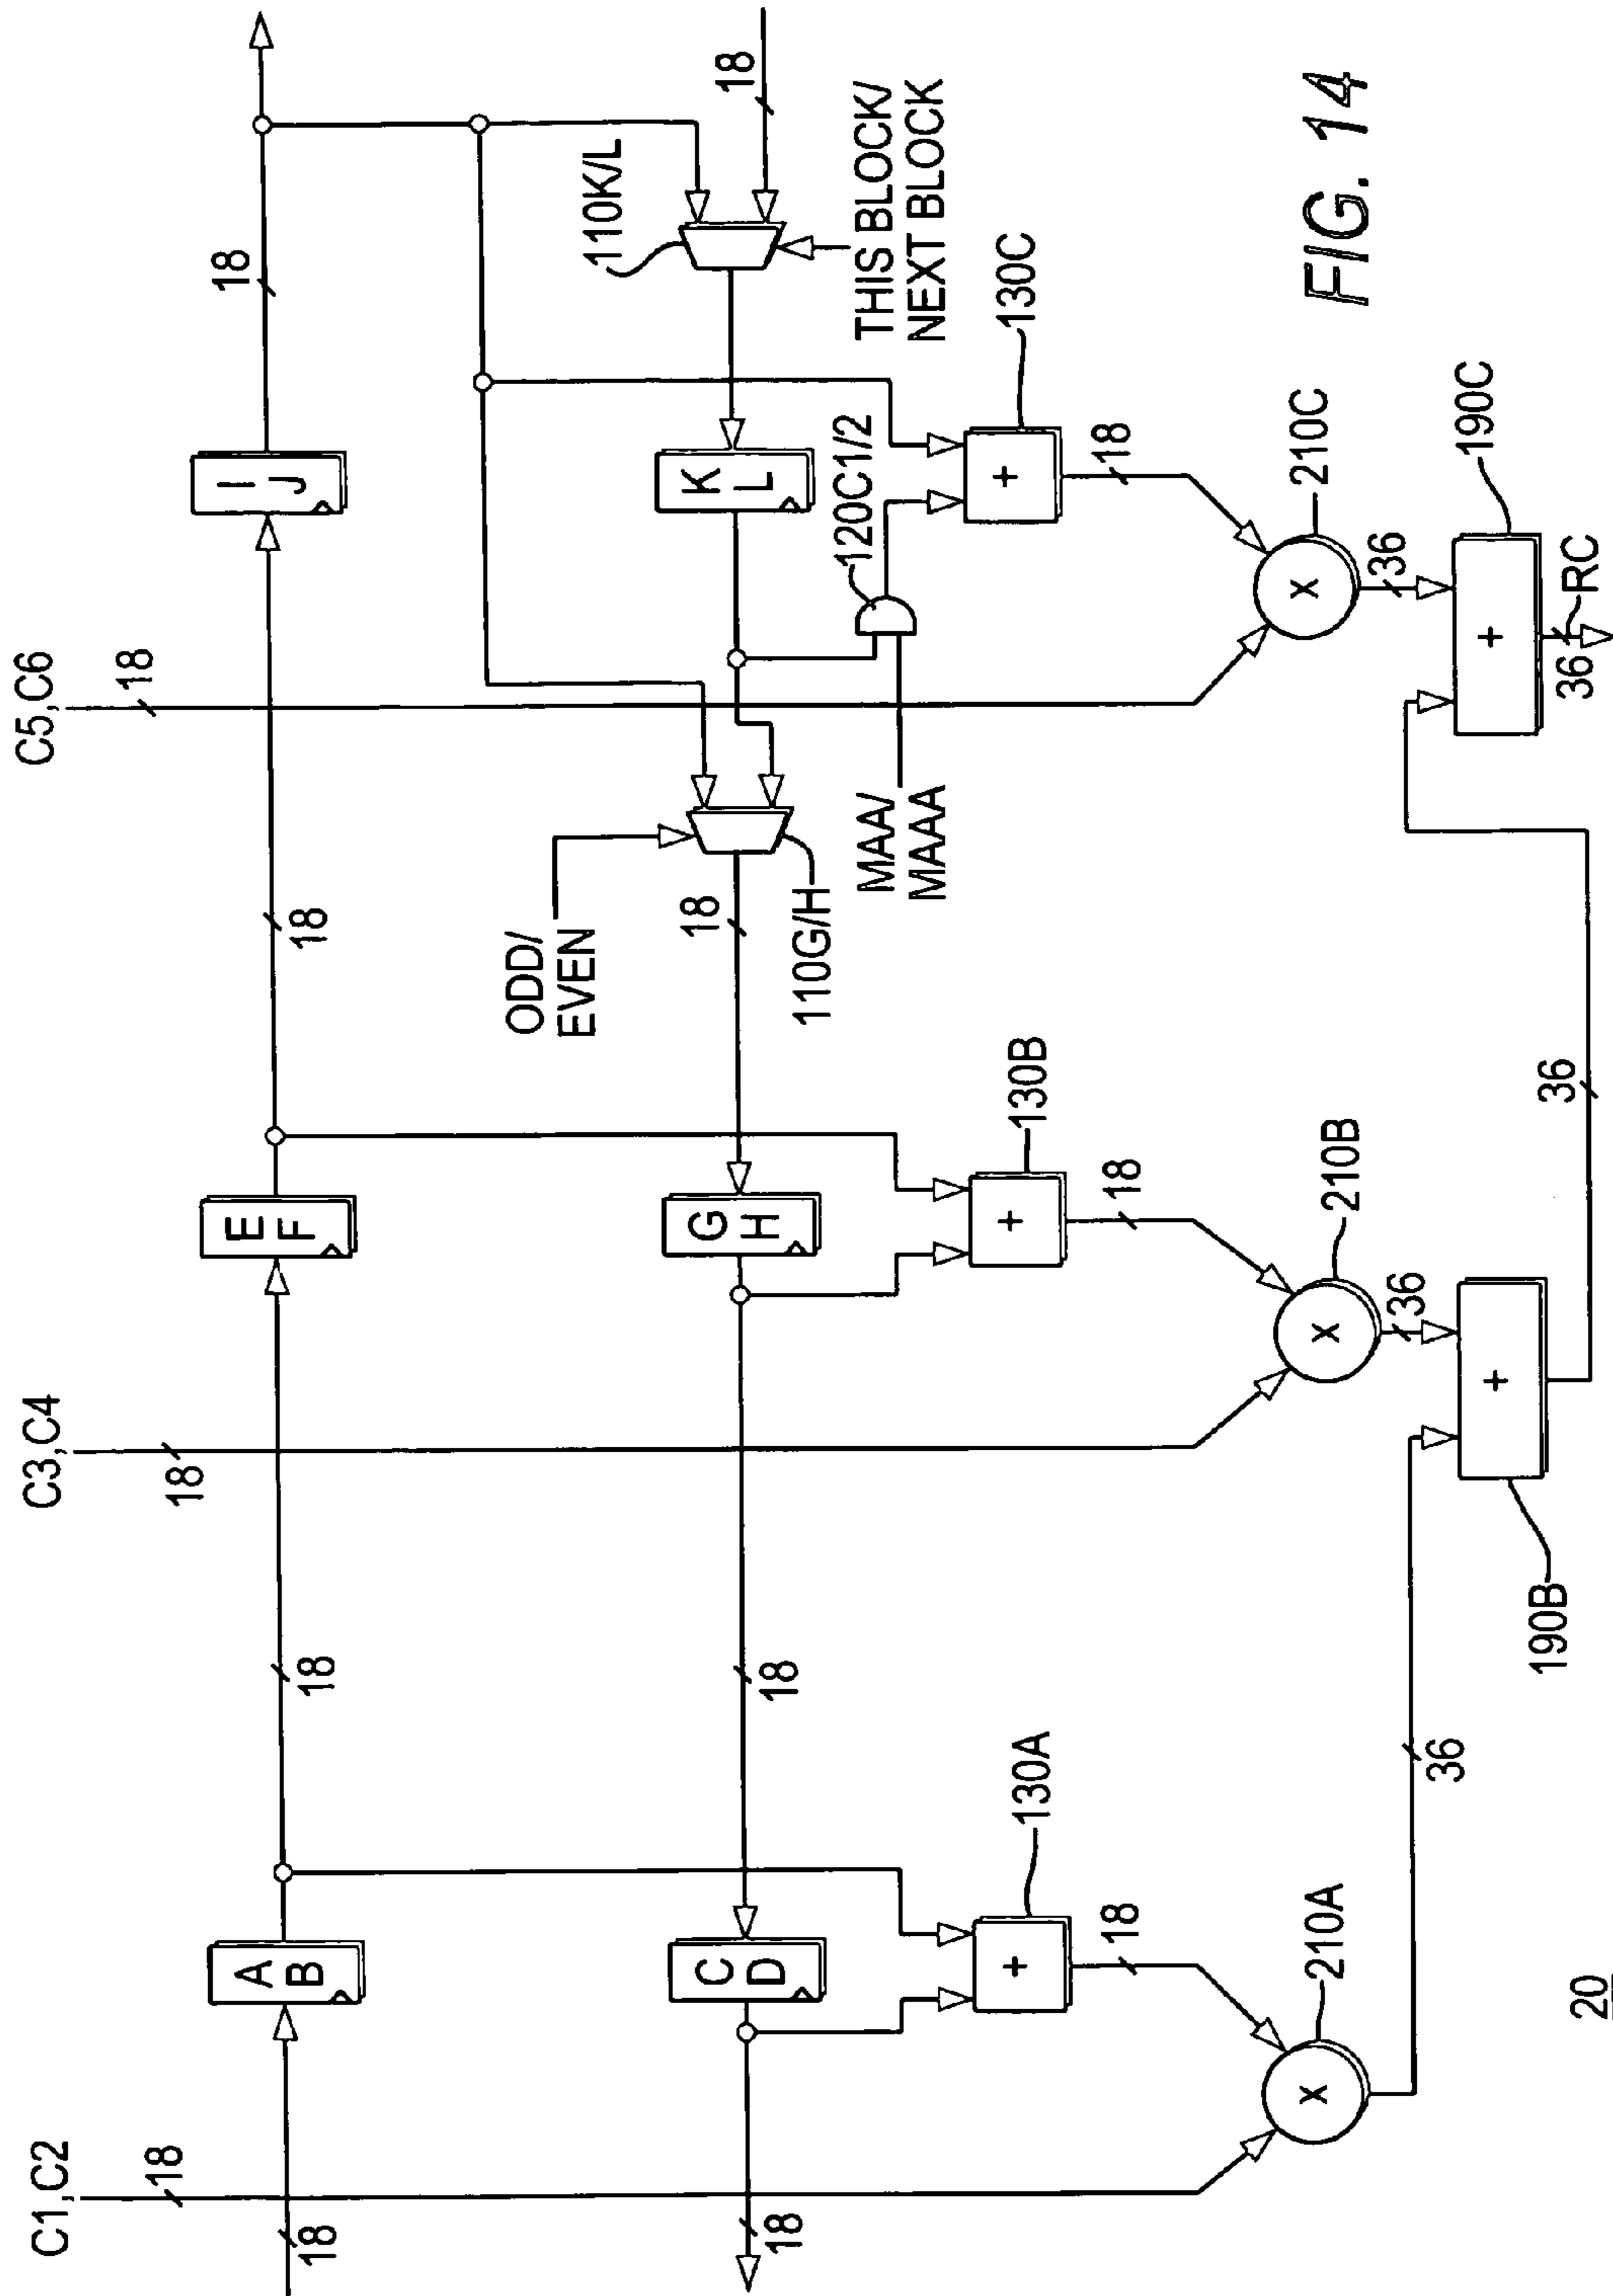 C1,C2
18
C3,C4
18
C5,C6
18
18
A
B
18
E
F
18
I
J
18
18
C
D
18
G
H
18
ODD/
EVEN
110G/H
K
L
110K/L
18
THIS BLOCK/
NEXT BLOCK
MAA/
MAAA
120C1/2
+
130A
18
+
130B
18
+
130C
18
x
210A
x
210B
36
x
210C
36
36
+
190B
36
+
190C
36
RC
20
FIG. 14